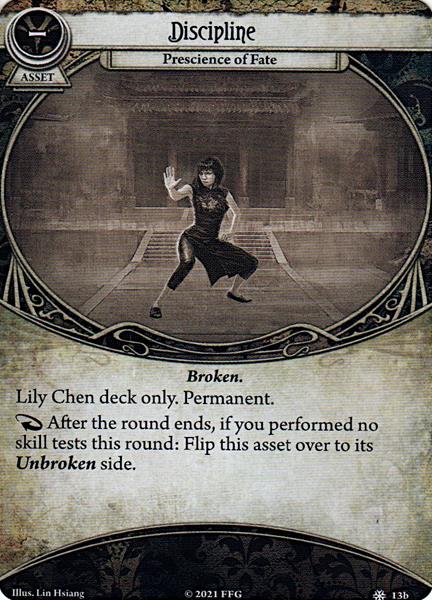 Discipline
Prescience of Fate
ASSET
Broken.
Lily Chen deck only. Permanent.
After the round ends, if you performed no
skill tests this round: Flip this asset over to its
Unbroken side.
Illus. Lin Hsiang
© 2021 FFG
13b